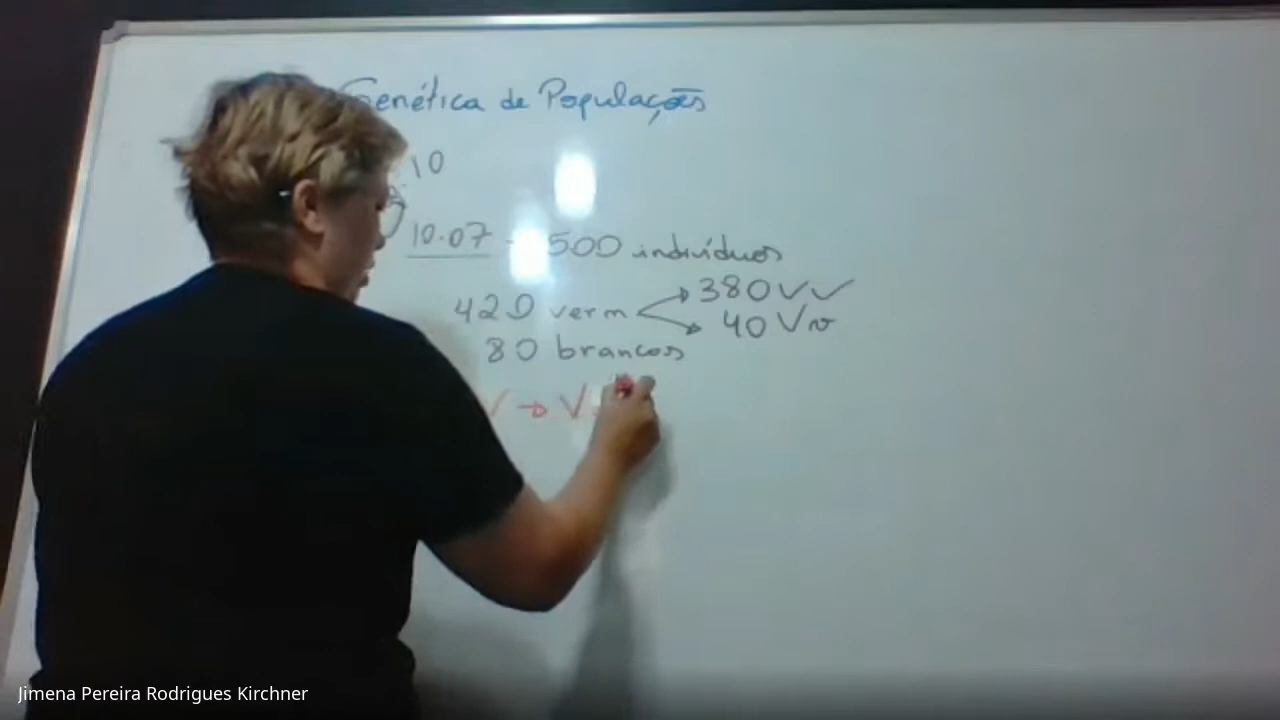 Genética de Populações
10
10.07 - 500 indivíduos
420 verm → 380 VV
→ 40 Vv
80 brancos
V → V
Jimena Pereira Rodrigues Kirchner